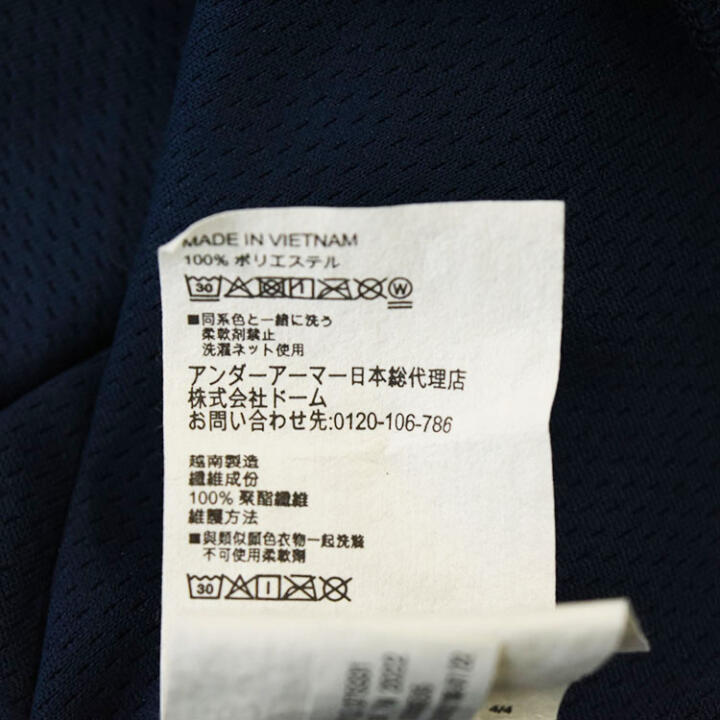 MADE IN VIETNAM
100% ポリエステル
30 W
■同系色と一緒に洗う
柔軟剤禁止
洗濯ネット使用
アンダーアーマー日本総代理店
株式会社ドーム
お問い合わせ先:0120-106-786
越南製造
纖維成份
100% 聚酯纖維
維護方法
■與類似顏色衣物一起洗滌
不可使用柔軟劑
30
4/4